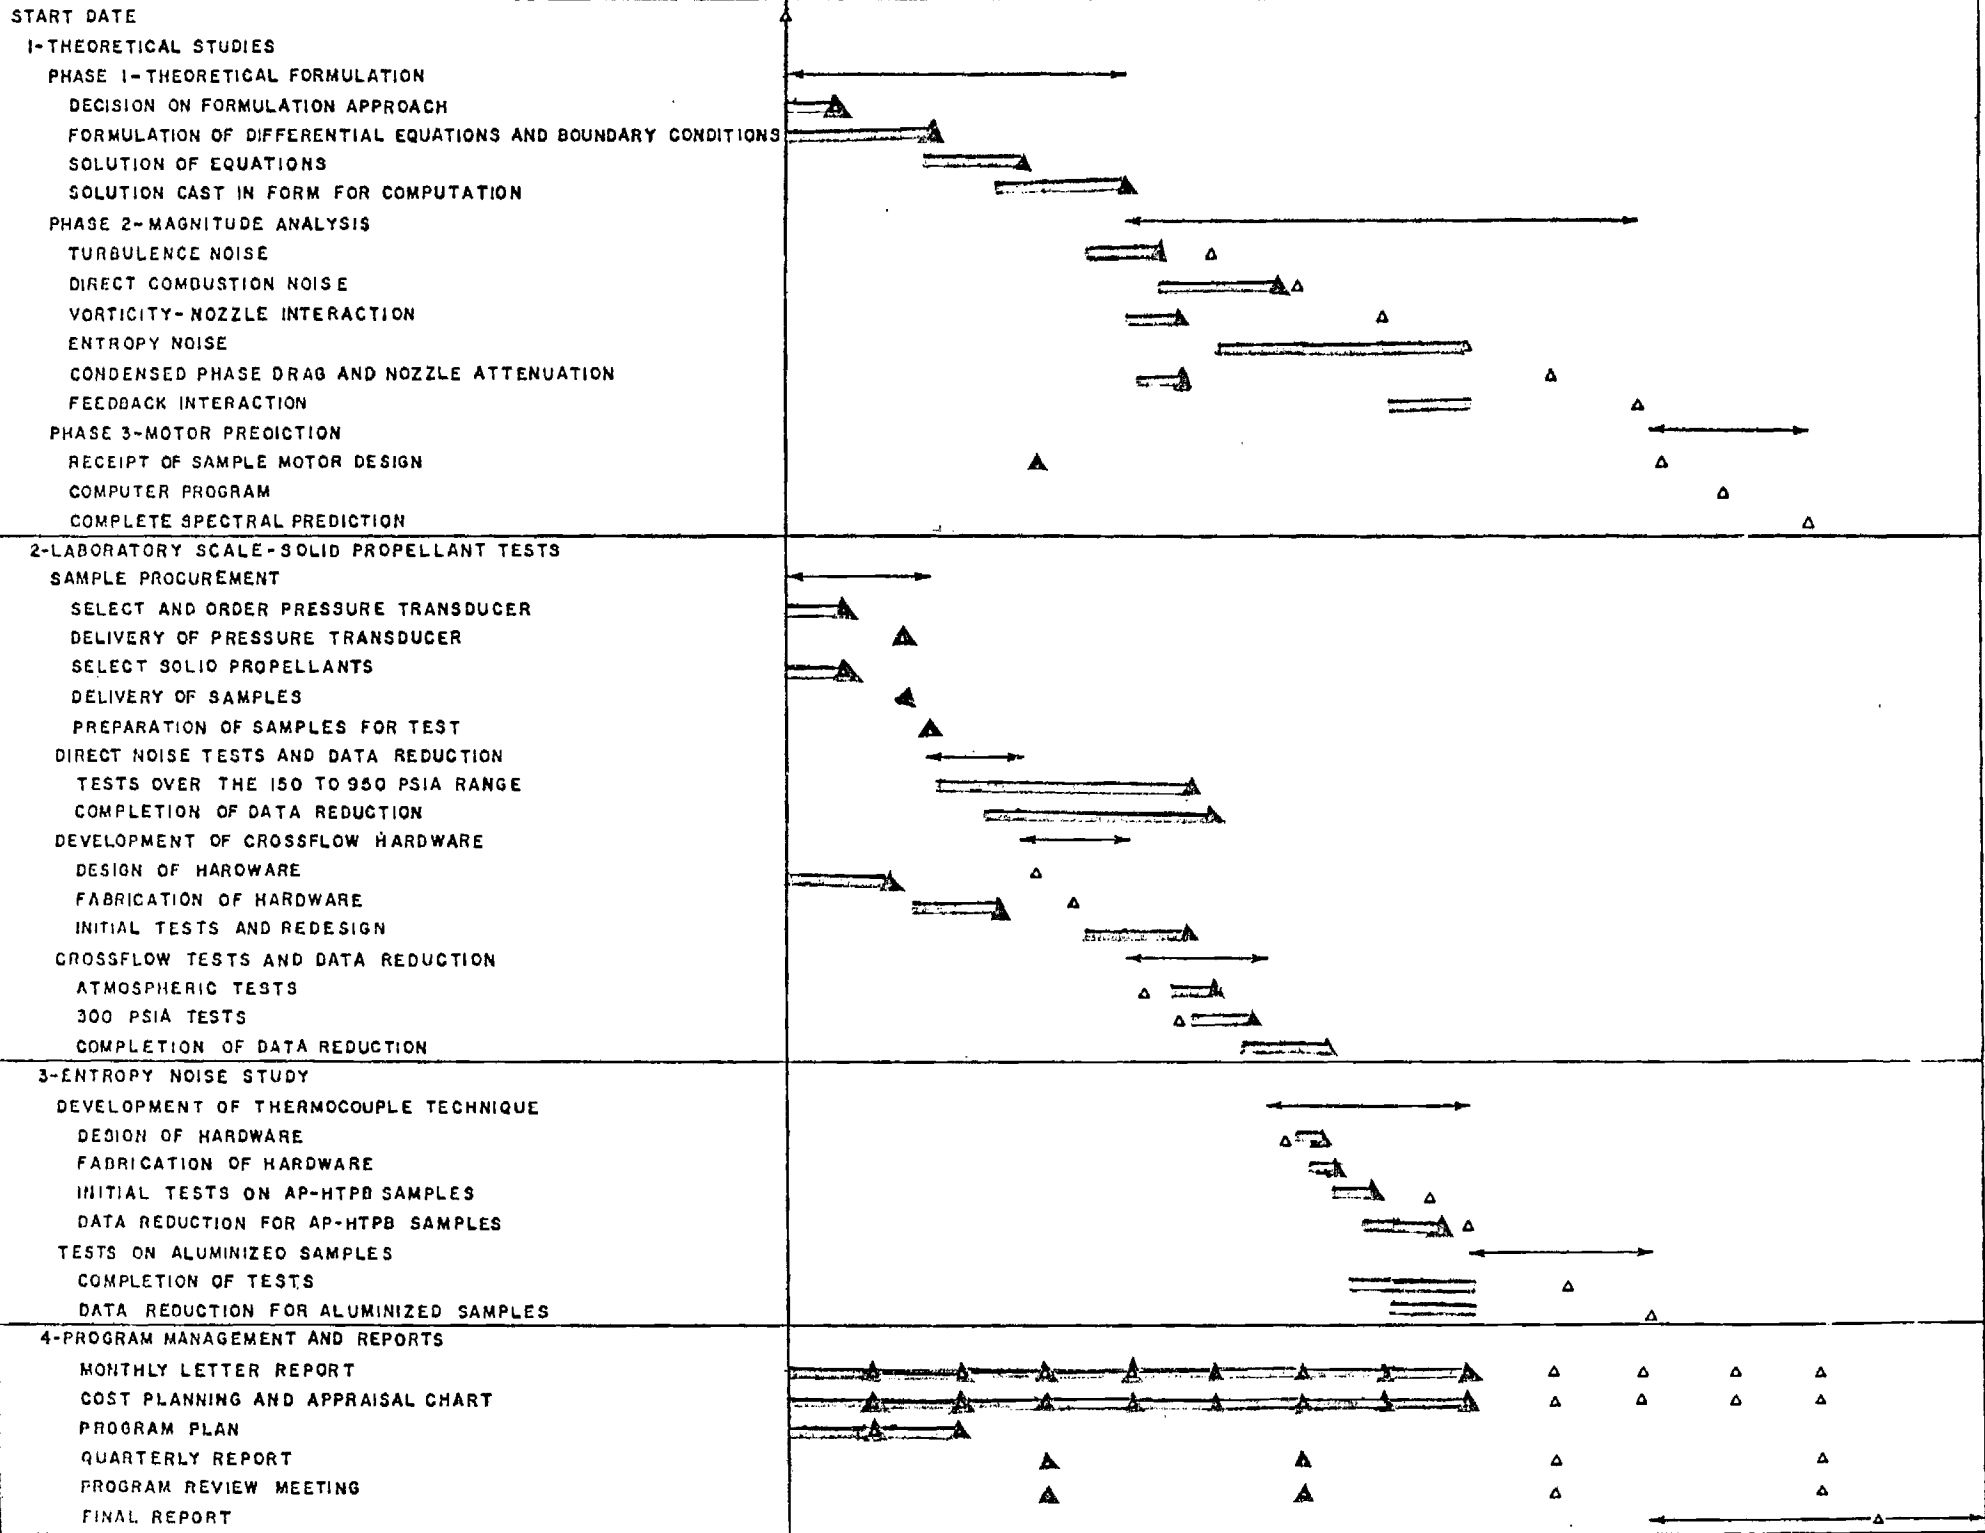 START DATE
1-THEORETICAL STUDIES
PHASE 1-THEORETICAL FORMULATION
DECISION ON FORMULATION APPROACH
FORMULATION OF DIFFERENTIAL EQUATIONS AND BOUNDARY CONDITIONS
SOLUTION OF EQUATIONS
SOLUTION CAST IN FORM FOR COMPUTATION
PHASE 2-MAGNITUDE ANALYSIS
TURBULENCE NOISE
DIRECT COMBUSTION NOISE
VORTICITY-NOZZLE INTERACTION
ENTROPY NOISE
CONDENSED PHASE DRAG AND NOZZLE ATTENUATION
FEEDBACK INTERACTION
PHASE 3-MOTOR PREDICTION
RECEIPT OF SAMPLE MOTOR DESIGN
COMPUTER PROGRAM
COMPLETE SPECTRAL PREDICTION
2-LABORATORY SCALE-SOLID PROPELLANT TESTS
SAMPLE PROCUREMENT
SELECT AND ORDER PRESSURE TRANSDUCER
DELIVERY OF PRESSURE TRANSDUCER
SELECT SOLID PROPELLANTS
DELIVERY OF SAMPLES
PREPARATION OF SAMPLES FOR TEST
DIRECT NOISE TESTS AND DATA REDUCTION
TESTS OVER THE 150 TO 950 PSIA RANGE
COMPLETION OF DATA REDUCTION
DEVELOPMENT OF CROSSFLOW HARDWARE
DESIGN OF HARDWARE
FABRICATION OF HARDWARE
INITIAL TESTS AND REDESIGN
CROSSFLOW TESTS AND DATA REDUCTION
ATMOSPHERIC TESTS
300 PSIA TESTS
COMPLETION OF DATA REDUCTION
3-ENTROPY NOISE STUDY
DEVELOPMENT OF THERMOCOUPLE TECHNIQUE
DESIGN OF HARDWARE
FABRICATION OF HARDWARE
INITIAL TESTS ON AP-HTPB SAMPLES
DATA REDUCTION FOR AP-HTPB SAMPLES
TESTS ON ALUMINIZED SAMPLES
COMPLETION OF TESTS
DATA REDUCTION FOR ALUMINIZED SAMPLES
4-PROGRAM MANAGEMENT AND REPORTS
MONTHLY LETTER REPORT
COST PLANNING AND APPRAISAL CHART
PROGRAM PLAN
QUARTERLY REPORT
PROGRAM REVIEW MEETING
FINAL REPORT